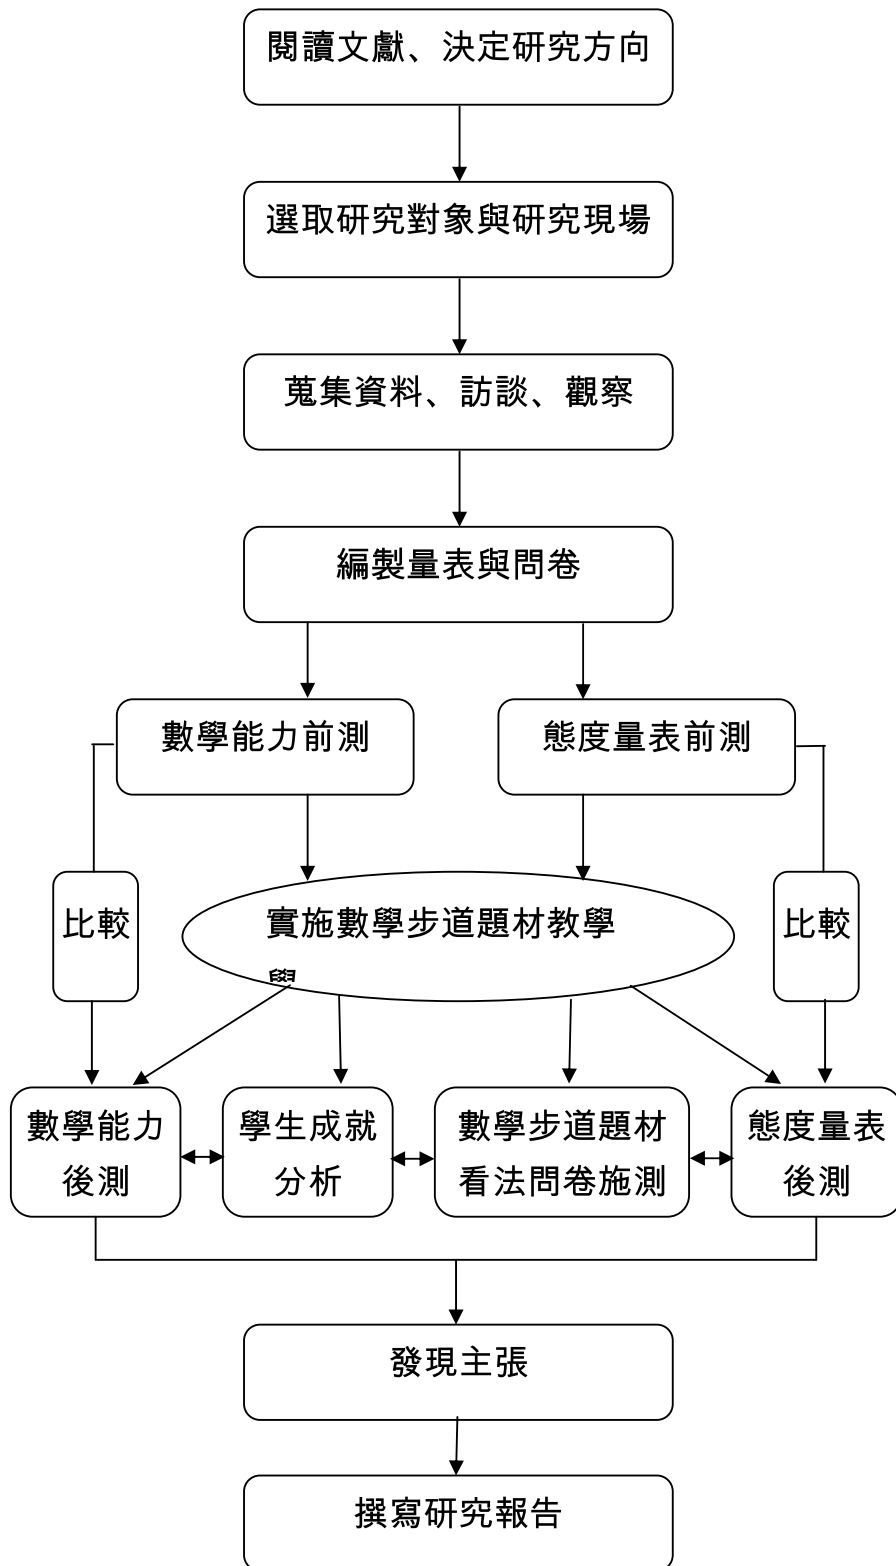 閱讀文獻、決定研究方向
選取研究對象與研究現場
蒐集資料、訪談、觀察
編製量表與問卷
數學能力前測
態度量表前測
比較
實施數學步道題材教學
比較
數學能力
後測
學生成就
分析
數學步道題材
看法問卷施測
態度量表
後測
發現主張
撰寫研究報告